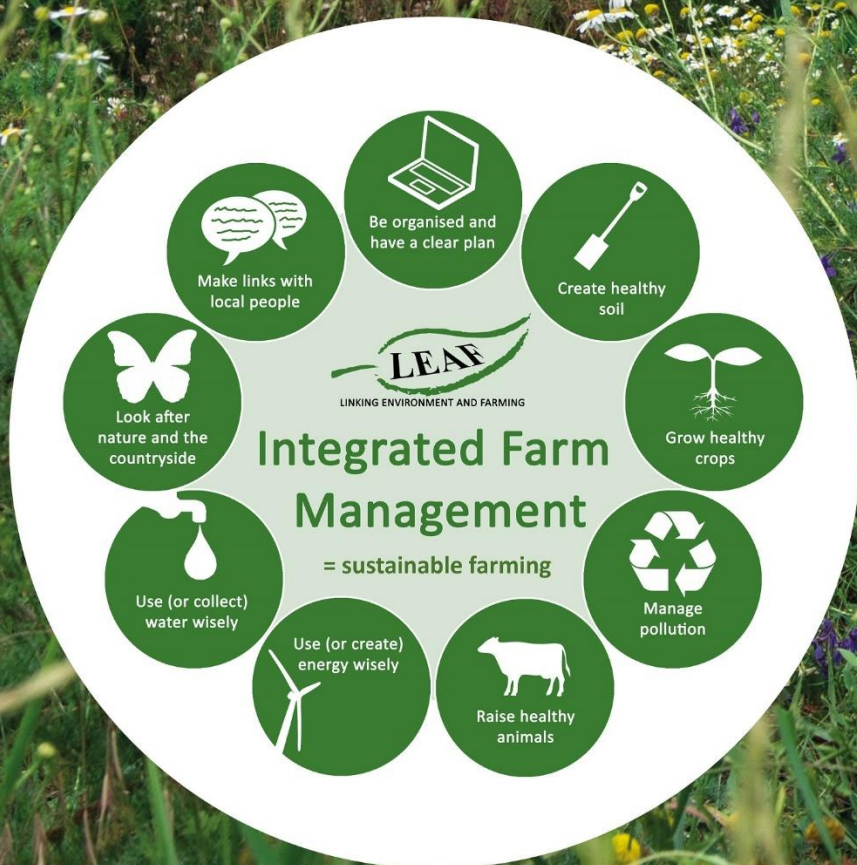 Be organised and
have a clear plan
Create healthy
soil
Grow healthy
crops
Manage
pollution
Raise healthy
animals
Use (or create)
energy wisely
Use (or collect)
water wisely
Look after
nature and the
countryside
Make links with
local people
LEAF
LINKING ENVIRONMENT AND FARMING
Integrated Farm
Management
= sustainable farming